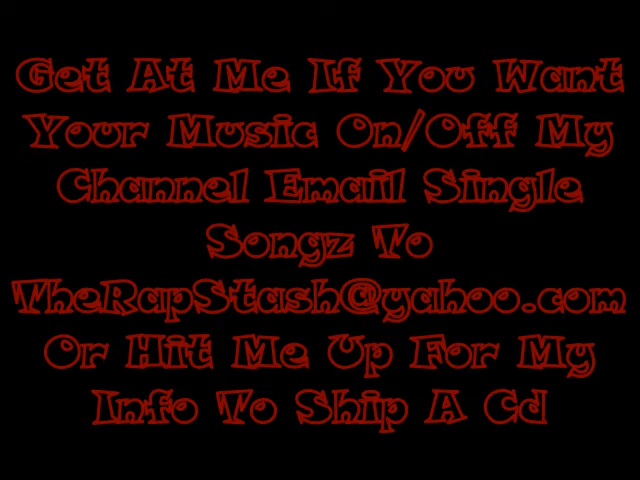 Get At Me If You Want
Your Music On/Off My
Channel Email Single
Songz To
TheRapStash@yahoo.com
Or Hit Me Up For My
Info To Ship A Cd